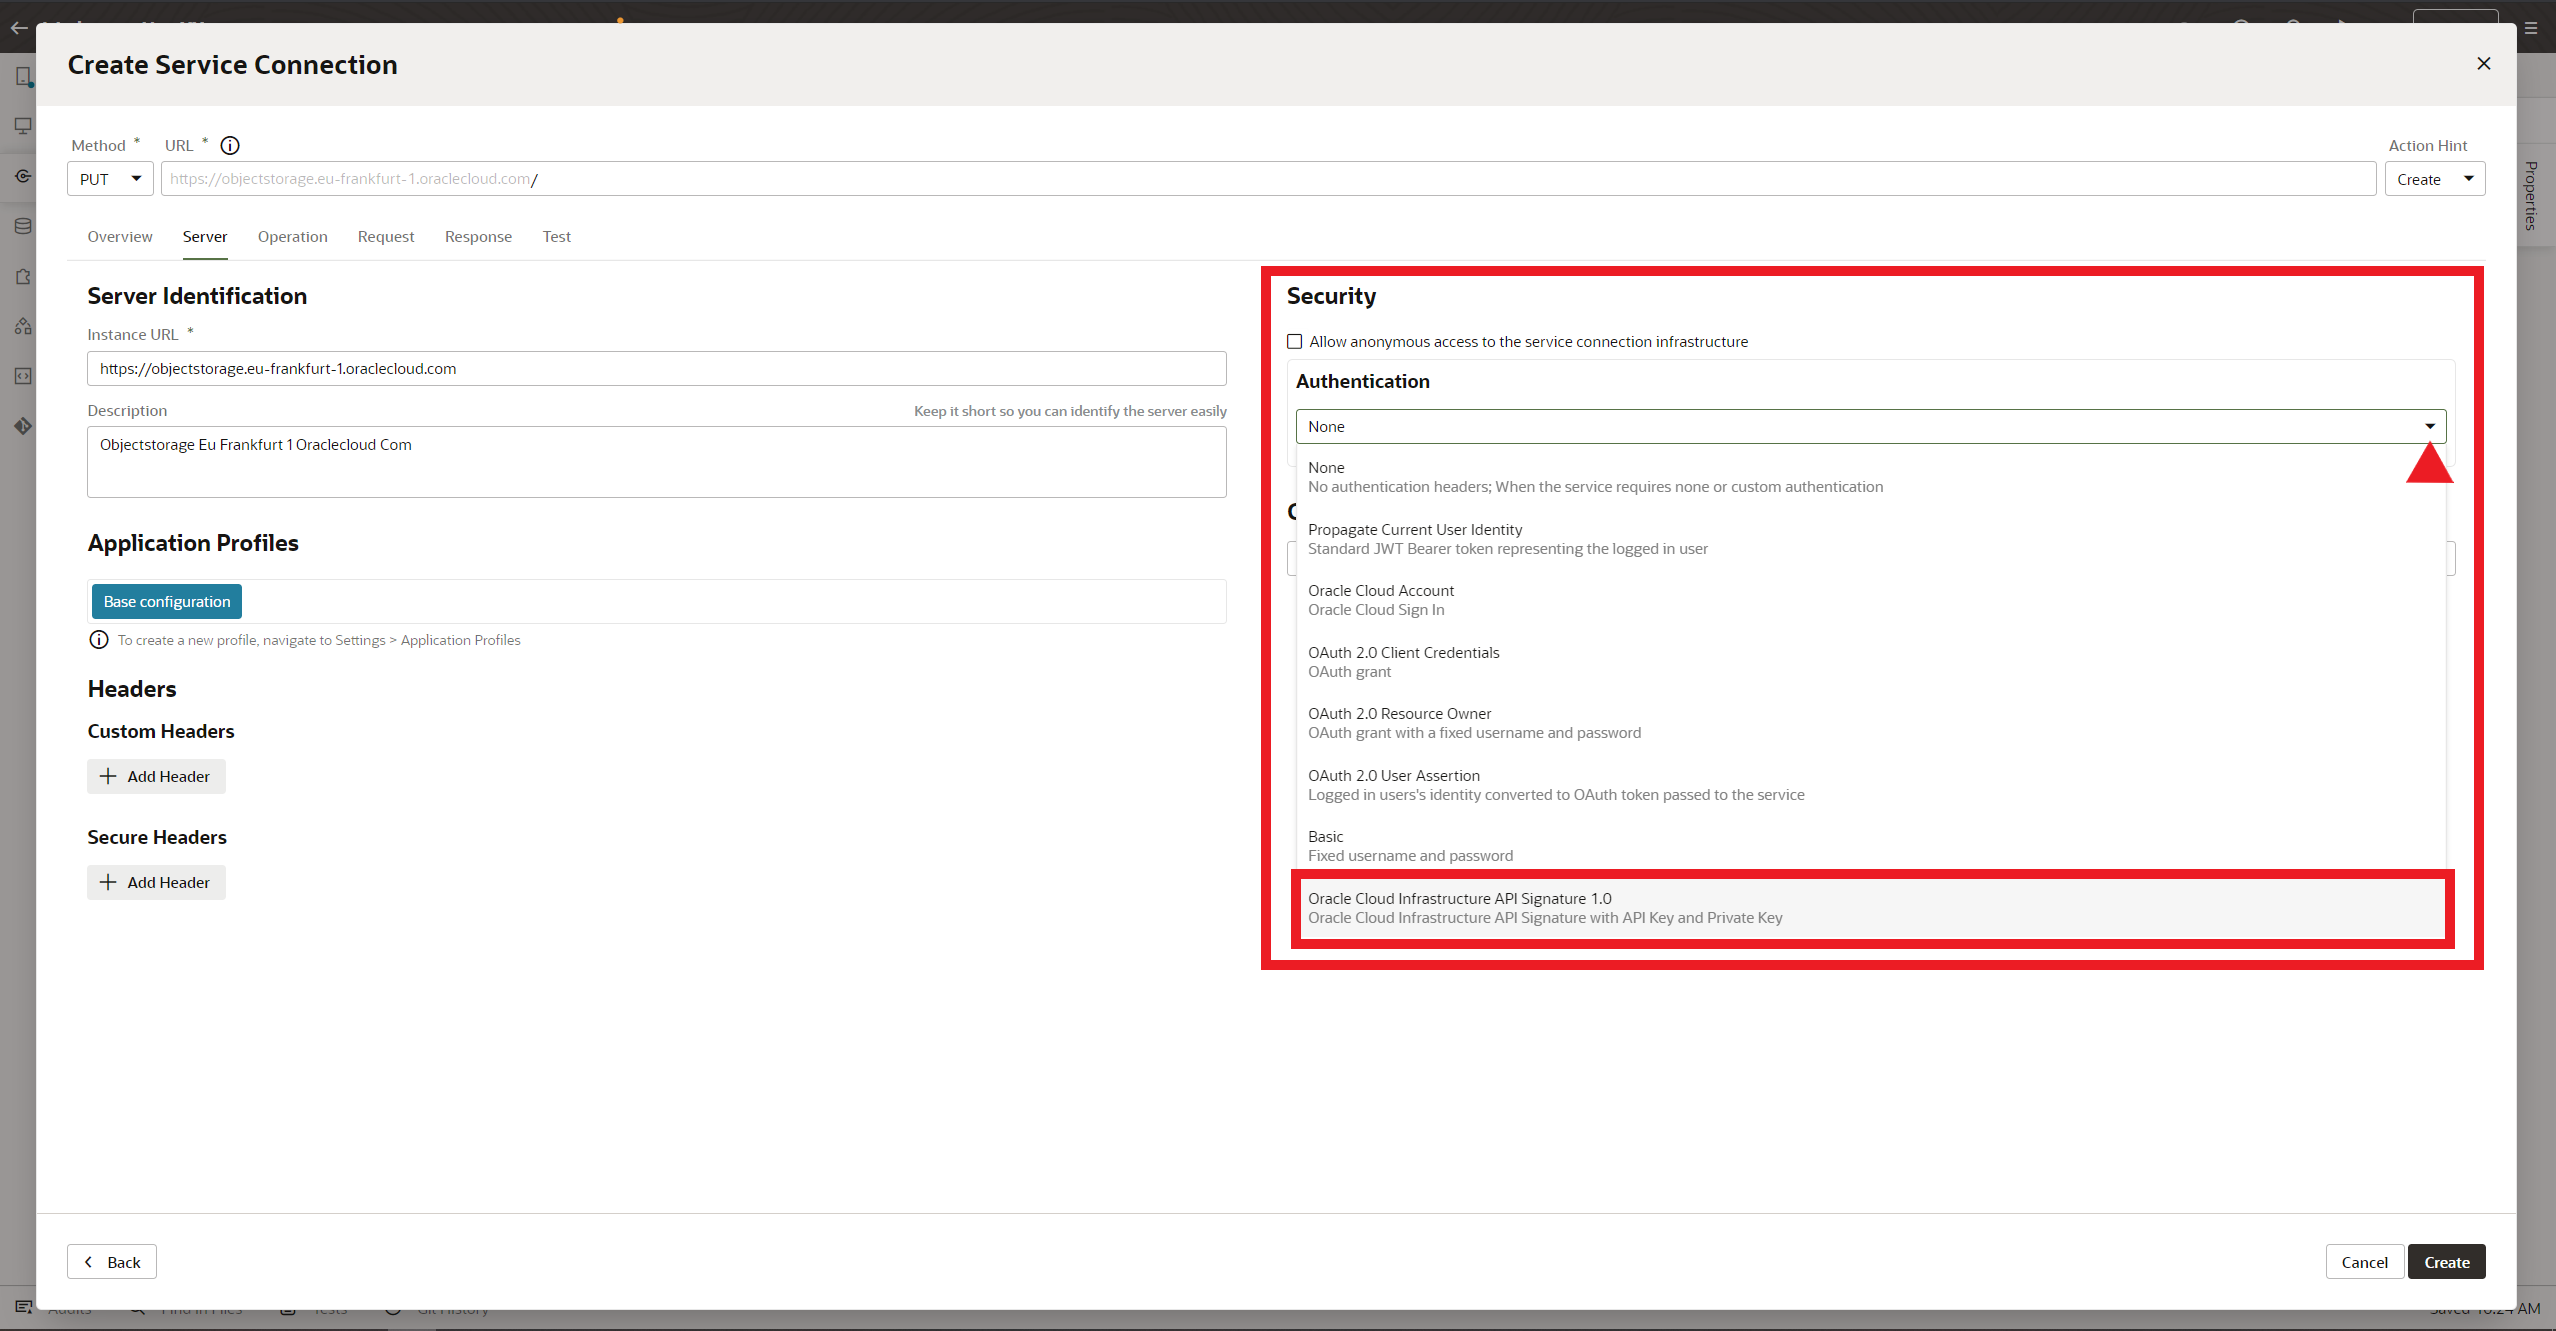 Create Service Connection
Method * URL *
Action Hint
PUT
https://objectstorage.eu-frankfurt-1.oraclecloud.com/
Create
Properties
Overview Server Operation Request Response Test
Server Identification
Instance URL *
https://objectstorage.eu-frankfurt-1.oraclecloud.com
Description
Keep it short so you can identify the server easily
Objectstorage Eu Frankfurt 1 Oraclecloud Com
Application Profiles
Base configuration
To create a new profile, navigate to Settings > Application Profiles
Headers
Custom Headers
Add Header
Secure Headers
Add Header
Security
Allow anonymous access to the service connection infrastructure
Authentication
None
None
No authentication headers; When the service requires none or custom authentication
Propagate Current User Identity
Standard JWT Bearer token representing the logged in user
Oracle Cloud Account
Oracle Cloud Sign In
OAuth 2.0 Client Credentials
OAuth grant
OAuth 2.0 Resource Owner
OAuth grant with a fixed username and password
OAuth 2.0 User Assertion
Logged in users's identity converted to OAuth token passed to the service
Basic
Fixed username and password
Oracle Cloud Infrastructure API Signature 1.0
Oracle Cloud Infrastructure API Signature with API Key and Private Key
Back
Cancel
Create